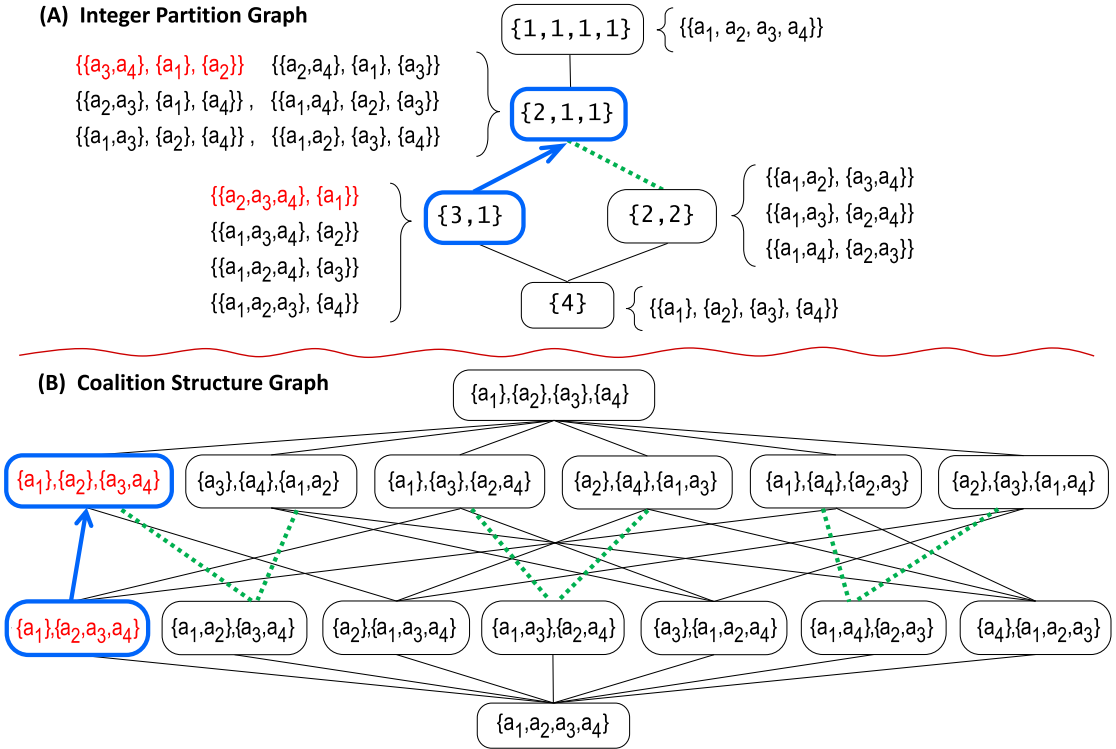 (A) Integer Partition Graph
{1,1,1,1}
{{a1, a2, a3, a4}}
{{a3,a4}, {a1}, {a2}} {{a2,a4}, {a1}, {a3}}
{{a2,a3}, {a1}, {a4}} , {{a1,a4}, {a2}, {a3}}
{{a1,a3}, {a2}, {a4}} , {{a1,a2}, {a3}, {a4}}
{2,1,1}
{{a2,a3,a4}, {a1}}
{{a1,a3,a4}, {a2}}
{{a1,a2,a4}, {a3}}
{{a1,a2,a3}, {a4}}
{3,1}
{2,2}
{{a1,a2}, {a3,a4}}
{{a1,a3}, {a2,a4}}
{{a1,a4}, {a2,a3}}
{4}
{{a1}, {a2}, {a3}, {a4}}
(B) Coalition Structure Graph
{a1},{a2},{a3},{a4}
{a1},{a2},{a3,a4}
{a3},{a4},{a1,a2}
{a1},{a3},{a2,a4}
{a2},{a4},{a1,a3}
{a1},{a4},{a2,a3}
{a2},{a3},{a1,a4}
{a1},{a2,a3,a4}
{a1,a2},{a3,a4}
{a2},{a1,a3,a4}
{a1,a3},{a2,a4}
{a3},{a1,a2,a4}
{a1,a4},{a2,a3}
{a4},{a1,a2,a3}
{a1,a2,a3,a4}